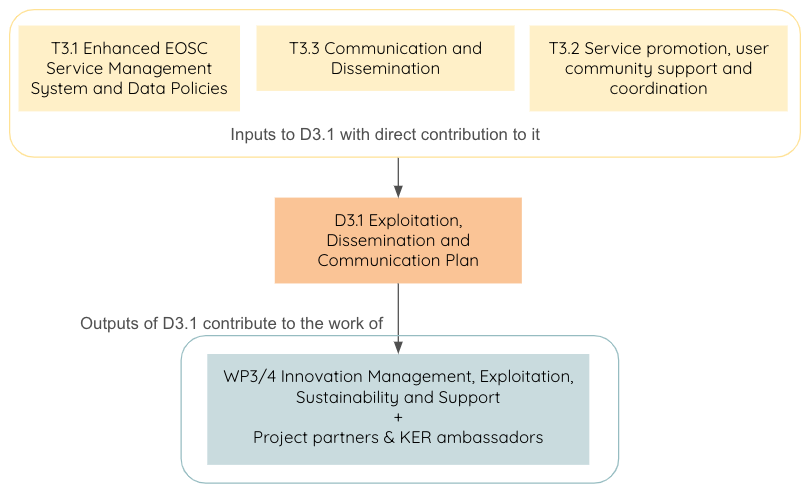 T3.1 Enhanced EOSC
Service Management
System and Data Policies
T3.3 Communication and
Dissemination
T3.2 Service promotion, user
community support and
coordination
Inputs to D3.1 with direct contribution to it
D3.1 Exploitation,
Dissemination and
Communication Plan
Outputs of D3.1 contribute to the work of
WP3/4 Innovation Management, Exploitation,
Sustainability and Support
+
Project partners & KER ambassadors